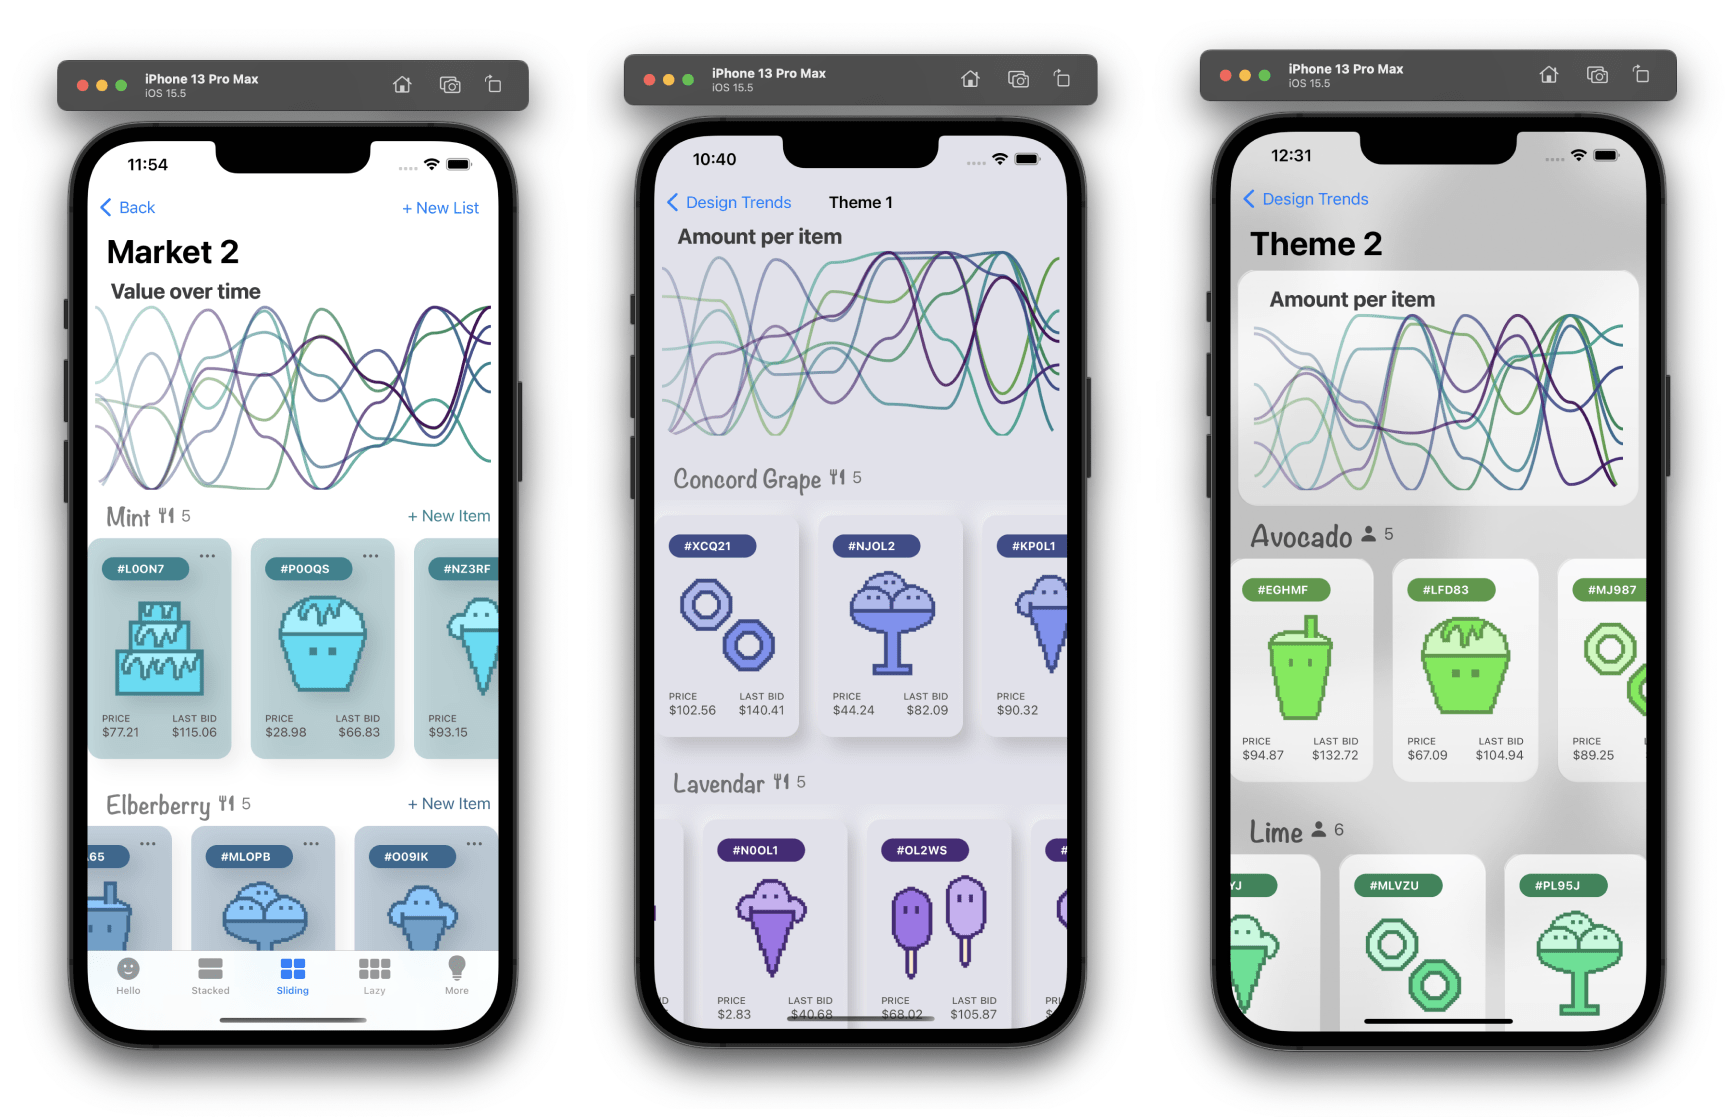 iPhone 13 Pro Max
iOS 15.5
11:54
Back
+ New List
Market 2
Value over time
Mint 5
+ New Item
#L0ON7
#P0OQS
#NZ3RF
PRICE LAST BID
$77.21 $115.06
PRICE LAST BID
$28.98 $66.83
PRICE
$93.15
Elberberry 5
+ New Item
.65
#MLOPB
#O09IK
Hello
Stacked
Sliding
Lazy
More
iPhone 13 Pro Max
iOS 15.5
10:40
Design Trends
Theme 1
Amount per item
Concord Grape 5
#XCQ21
#NJOL2
#KP0L1
PRICE LAST BID
$102.56 $140.41
PRICE LAST BID
$44.24 $82.09
PRICE
$90.32
Lavendar 5
#N0OL1
#OL2WS
#
PRICE LAST BID
$2.83 $40.68
PRICE LAST BID
$68.02 $105.87
iPhone 13 Pro Max
iOS 15.5
12:31
Design Trends
Theme 2
Amount per item
Avocado 5
#EGHMF
#LFD83
#MJ987
PRICE LAST BID
$94.87 $132.72
PRICE LAST BID
$67.09 $104.94
PRICE
$89.25
Lime 6
YJ
#MLVZU
#PL95J